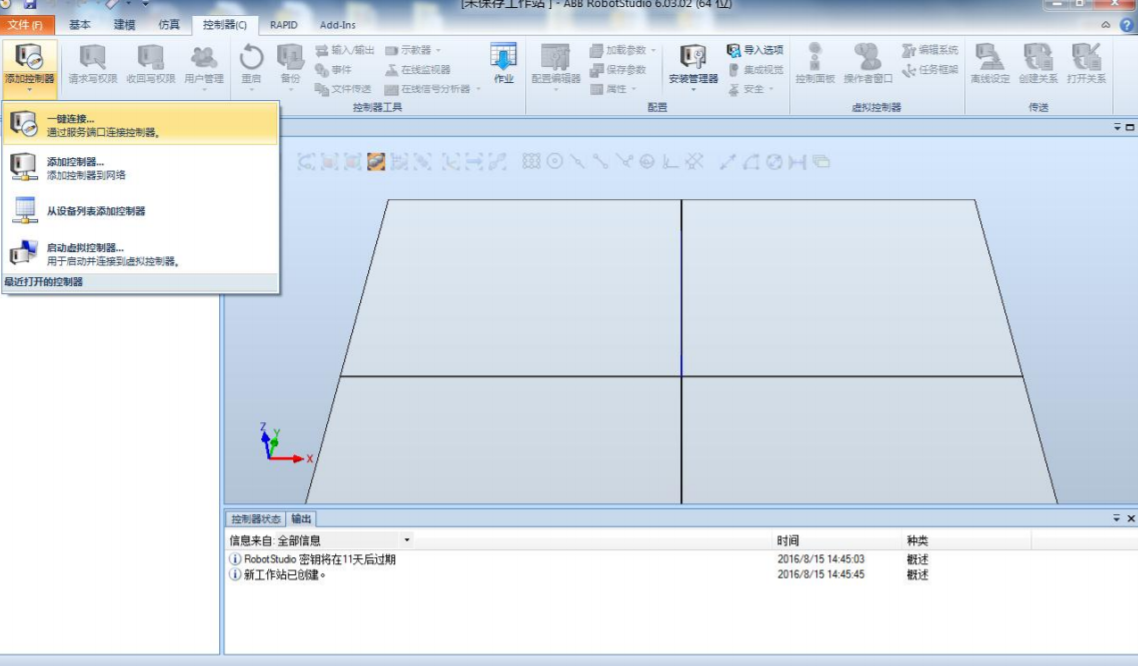 [未保存工作站 ] - ABB RobotStudio 6.03.02 (64 位)
文件(F) 基本 建模 仿真 控制器(C) RAPID Add-Ins
添加控制器 请求写权限 收回写权限 用户管理 重启 备份 输入/输出 示教器 作业 配置编辑器 加载参数 安装管理器 导入选项 控制面板 操作者窗口 编辑系统 离线设定 创建关系 打开关系
事件 在线监视器 保存参数 集成视觉 任务框架
文件传送 在线信号分析器 属性 安全
控制器工具 配置 虚拟控制器 传送
一键连接...
通过服务端口连接控制器。
添加控制器...
添加控制器到网络
从设备列表添加控制器
启动虚拟控制器...
用于启动并连接到虚拟控制器。
最近打开的控制器
Z
Y
X
控制器状态 输出
信息来自: 全部信息 时间 种类
RobotStudio 密钥将在11天后过期 2016/8/15 14:45:03 概述
新工作站已创建。 2016/8/15 14:45:45 概述